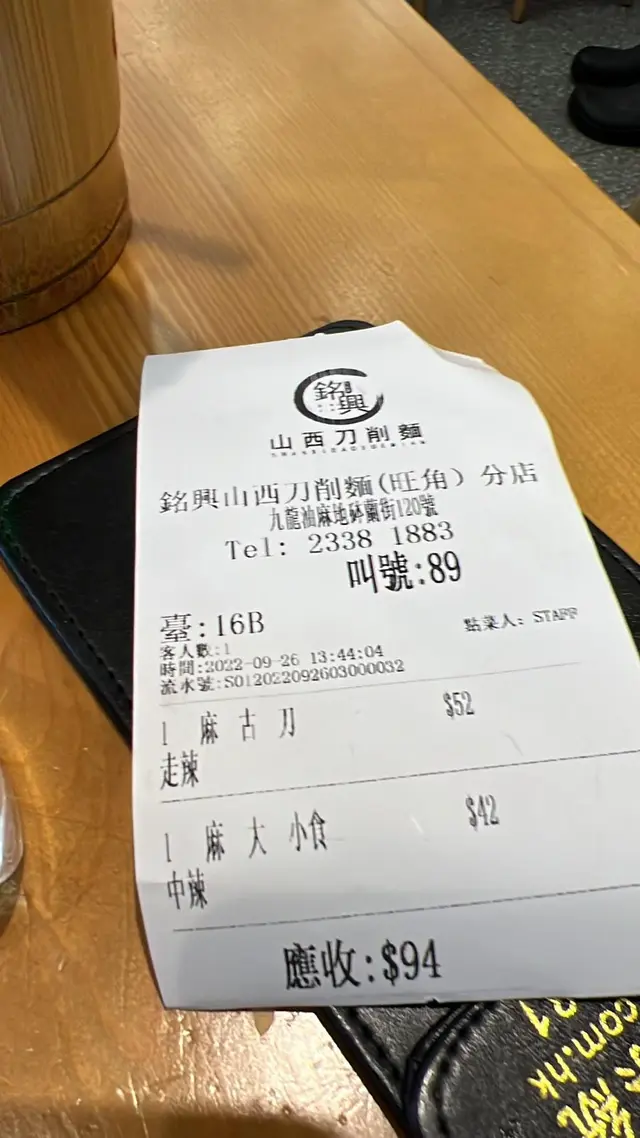 銘興
山西刀削麵
銘興山西刀削麵(旺角) 分店
九龍油麻地砵蘭街120號
Tel: 2338 1883
叫號:89
臺:16B
點菜人: STAFF
客人數:1
時間:2022-09-26 13:44:04
流水號:S012022092603000032
1 麻 古 刀 $52
走辣
1 麻 大 小食 $42
中辣
應收:$94
.com.hk